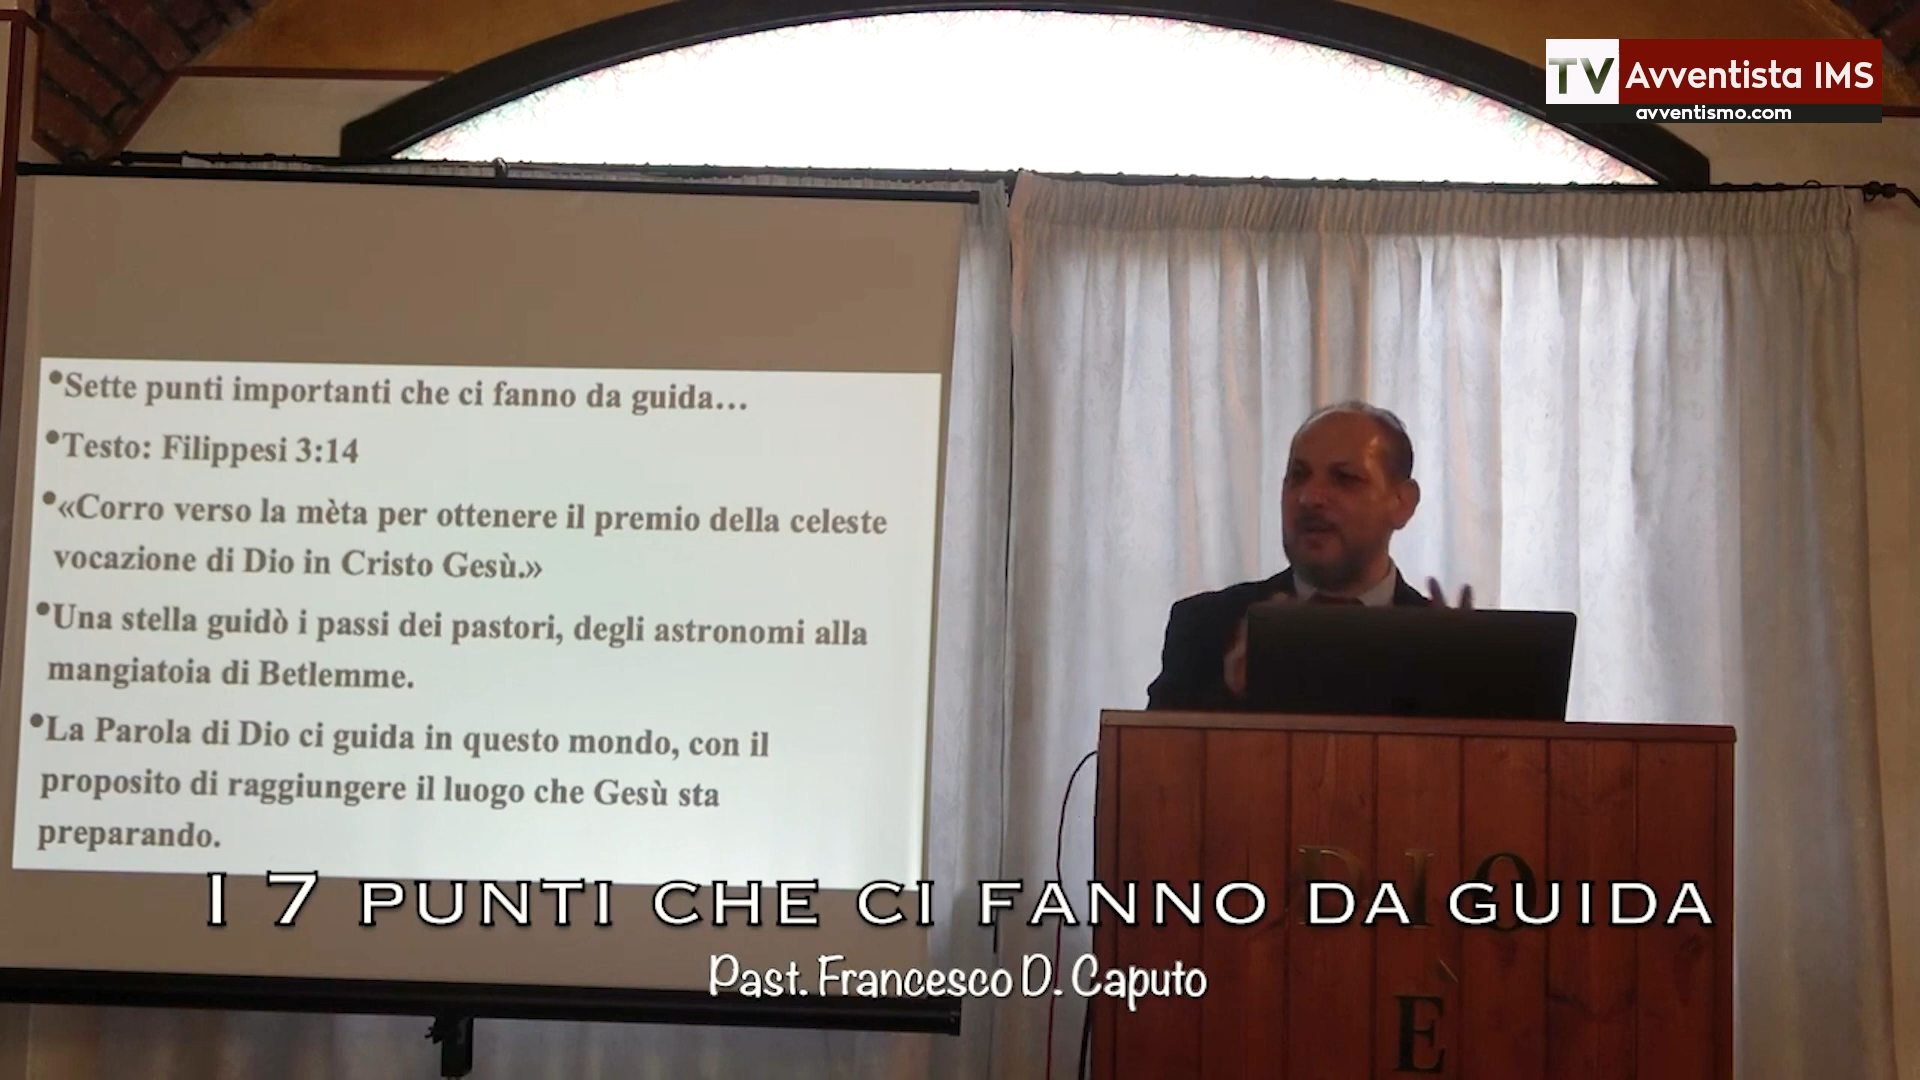 TV Avventista IMS
avventismo.com
•Sette punti importanti che ci fanno da guida...
•Testo: Filippesi 3:14
•«Corro verso la mèta per ottenere il premio della celeste
vocazione di Dio in Cristo Gesù.»
•Una stella guidò i passi dei pastori, degli astronomi alla
mangiatoia di Betlemme.
•La Parola di Dio ci guida in questo mondo, con il
proposito di raggiungere il luogo che Gesù sta
preparando.
DIO
È
I 7 PUNTI CHE CI FANNO DA GUIDA
Past. Francesco D. Caputo